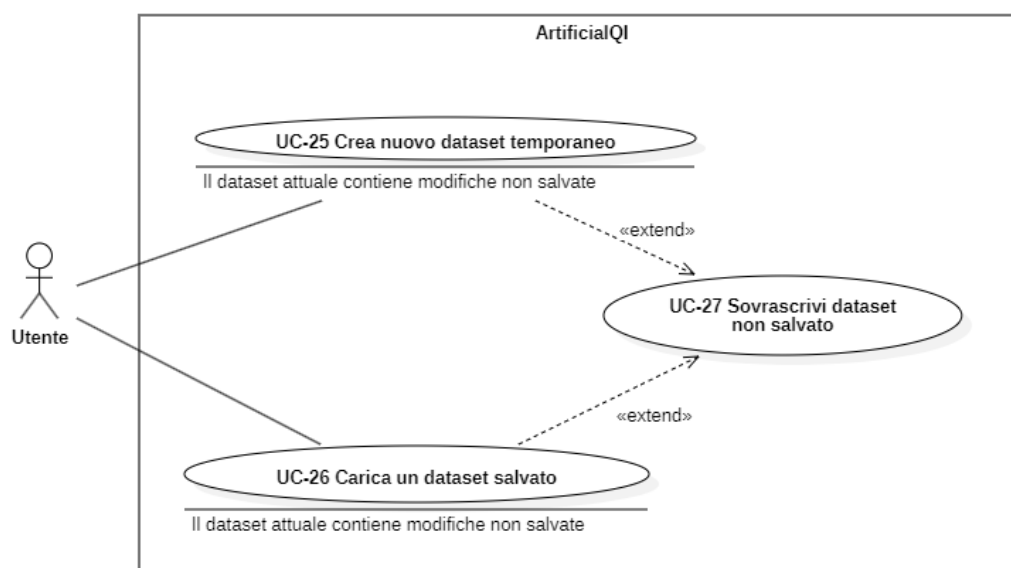 ArtificialQI
UC-25 Crea nuovo dataset temporaneo
Il dataset attuale contiene modifiche non salvate
«extend»
UC-27 Sovrascrivi dataset
non salvato
Utente
«extend»
UC-26 Carica un dataset salvato
Il dataset attuale contiene modifiche non salvate